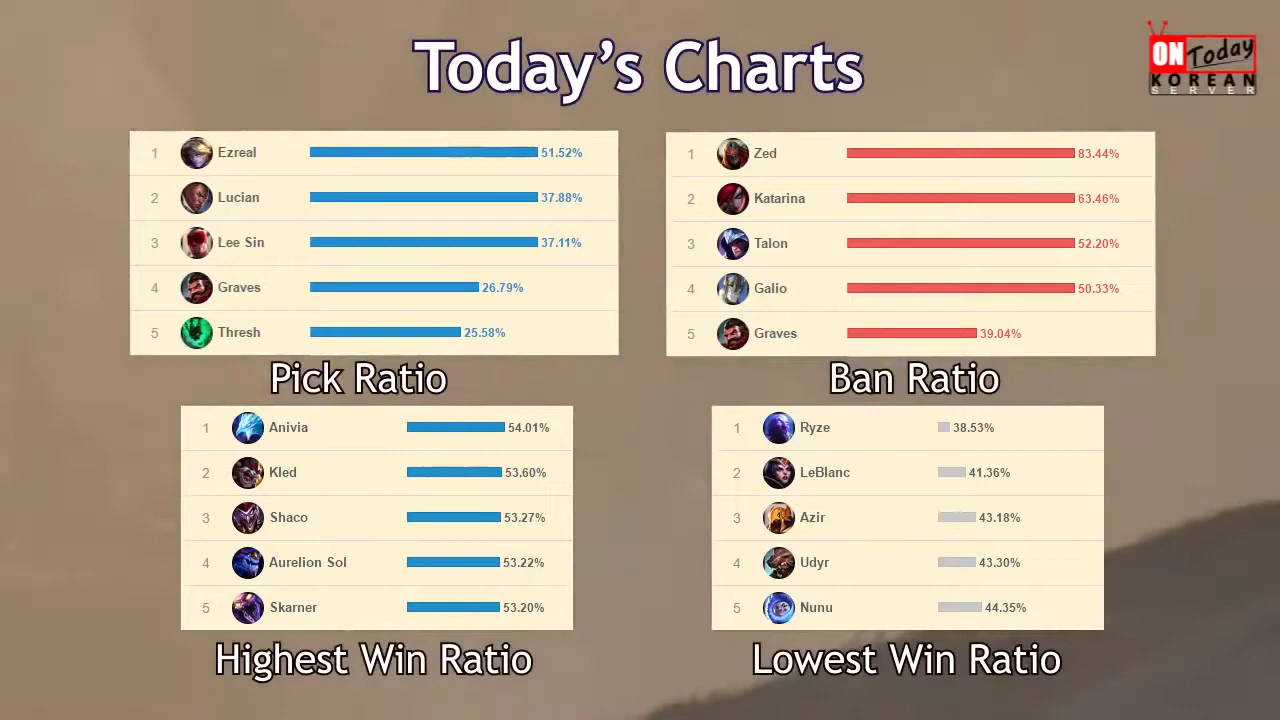 Today's Charts
ON Today
KOREAN
SERVER
1 Ezreal 51.52%
2 Lucian 37.88%
3 Lee Sin 37.11%
4 Graves 26.79%
5 Thresh 25.58%
Pick Ratio
1 Zed 83.44%
2 Katarina 63.46%
3 Talon 52.20%
4 Galio 50.33%
5 Graves 39.04%
Ban Ratio
1 Anivia 54.01%
2 Kled 53.60%
3 Shaco 53.27%
4 Aurelion Sol 53.22%
5 Skarner 53.20%
Highest Win Ratio
1 Ryze 38.53%
2 LeBlanc 41.36%
3 Azir 43.18%
4 Udyr 43.30%
5 Nunu 44.35%
Lowest Win Ratio